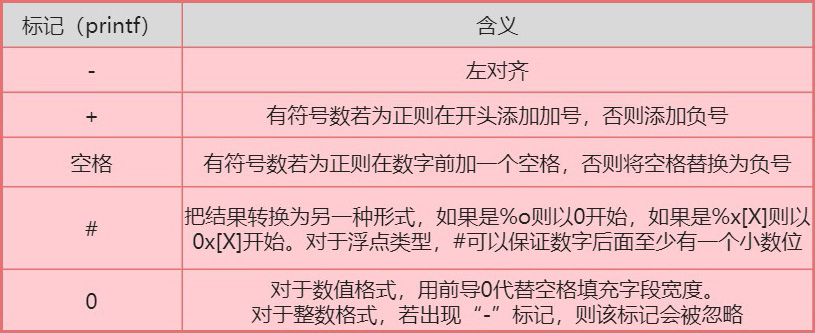 标记（printf） 含义
- 左对齐
+ 有符号数若为正则在开头添加加号，否则添加负号
空格 有符号数若为正则在数字前加一个空格，否则将空格替换为负号
# 把结果转换为另一种形式，如果是%o则以0开始，如果是%x[X]则以
0x[X]开始。对于浮点类型，#可以保证数字后面至少有一个小数位
0 对于数值格式，用前导0代替空格填充字段宽度。
对于整数格式，若出现“-”标记，则该标记会被忽略